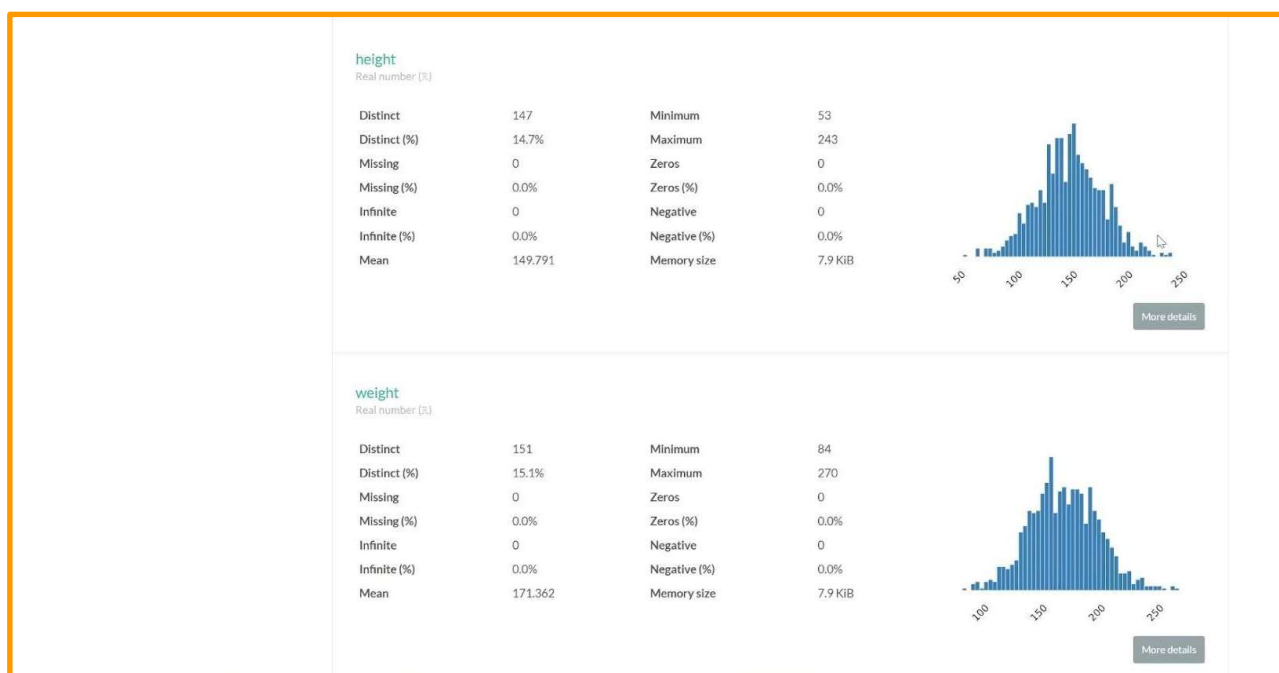 height
Real number (ℝ)
Distinct 147 Minimum 53
Distinct (%) 14.7% Maximum 243
Missing 0 Zeros 0
Missing (%) 0.0% Zeros (%) 0.0%
Infinite 0 Negative 0
Infinite (%) 0.0% Negative (%) 0.0%
Mean 149.791 Memory size 7.9 KiB
50 100 150 200 250
More details
weight
Real number (ℝ)
Distinct 151 Minimum 84
Distinct (%) 15.1% Maximum 270
Missing 0 Zeros 0
Missing (%) 0.0% Zeros (%) 0.0%
Infinite 0 Negative 0
Infinite (%) 0.0% Negative (%) 0.0%
Mean 171.362 Memory size 7.9 KiB
100 150 200 250
More details